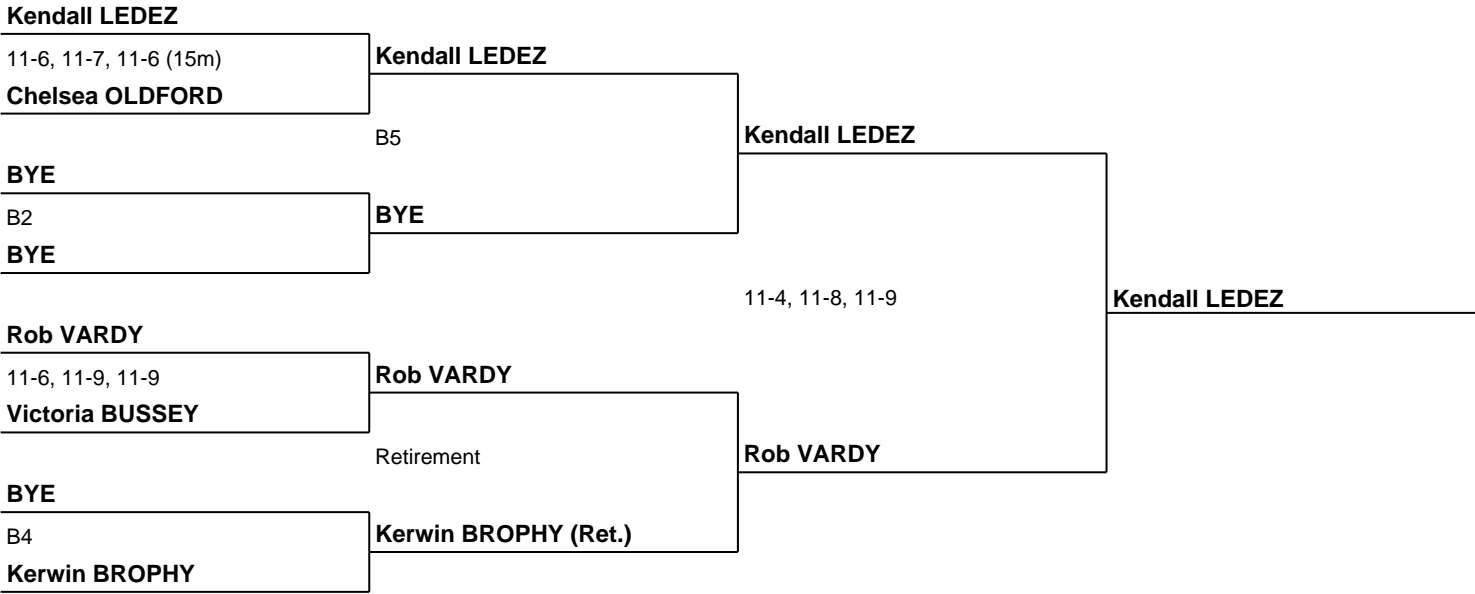 Kendall LEDEZ
11-6, 11-7, 11-6 (15m)
Chelsea OLDFORD
BYE
B2
BYE
Rob VARDY
11-6, 11-9, 11-9
Victoria BUSSEY
BYE
B4
Kerwin BROPHY
Kendall LEDEZ
B5
BYE
Rob VARDY
Retirement
Kerwin BROPHY (Ret.)
Kendall LEDEZ
11-4, 11-8, 11-9
Rob VARDY
Kendall LEDEZ